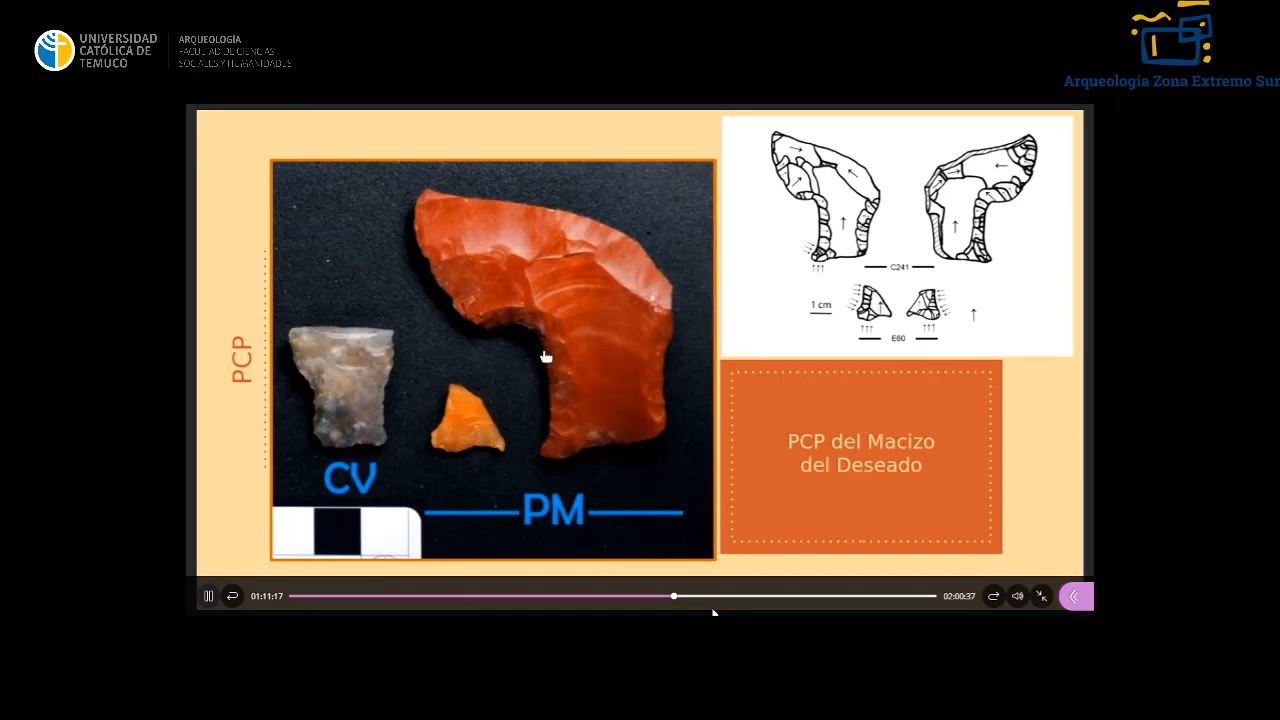 UNIVERSIDAD
CATÓLICA DE
TEMUCO
ARQUEOLOGÍA
FACULTAD DE CIENCIAS
SOCIALES Y HUMANIDADES
Arqueología Zona Extremo Sur
PCP
CV
PM
C241
1 cm
E60
PCP del Macizo
del Deseado
01:11:17
02:00:37